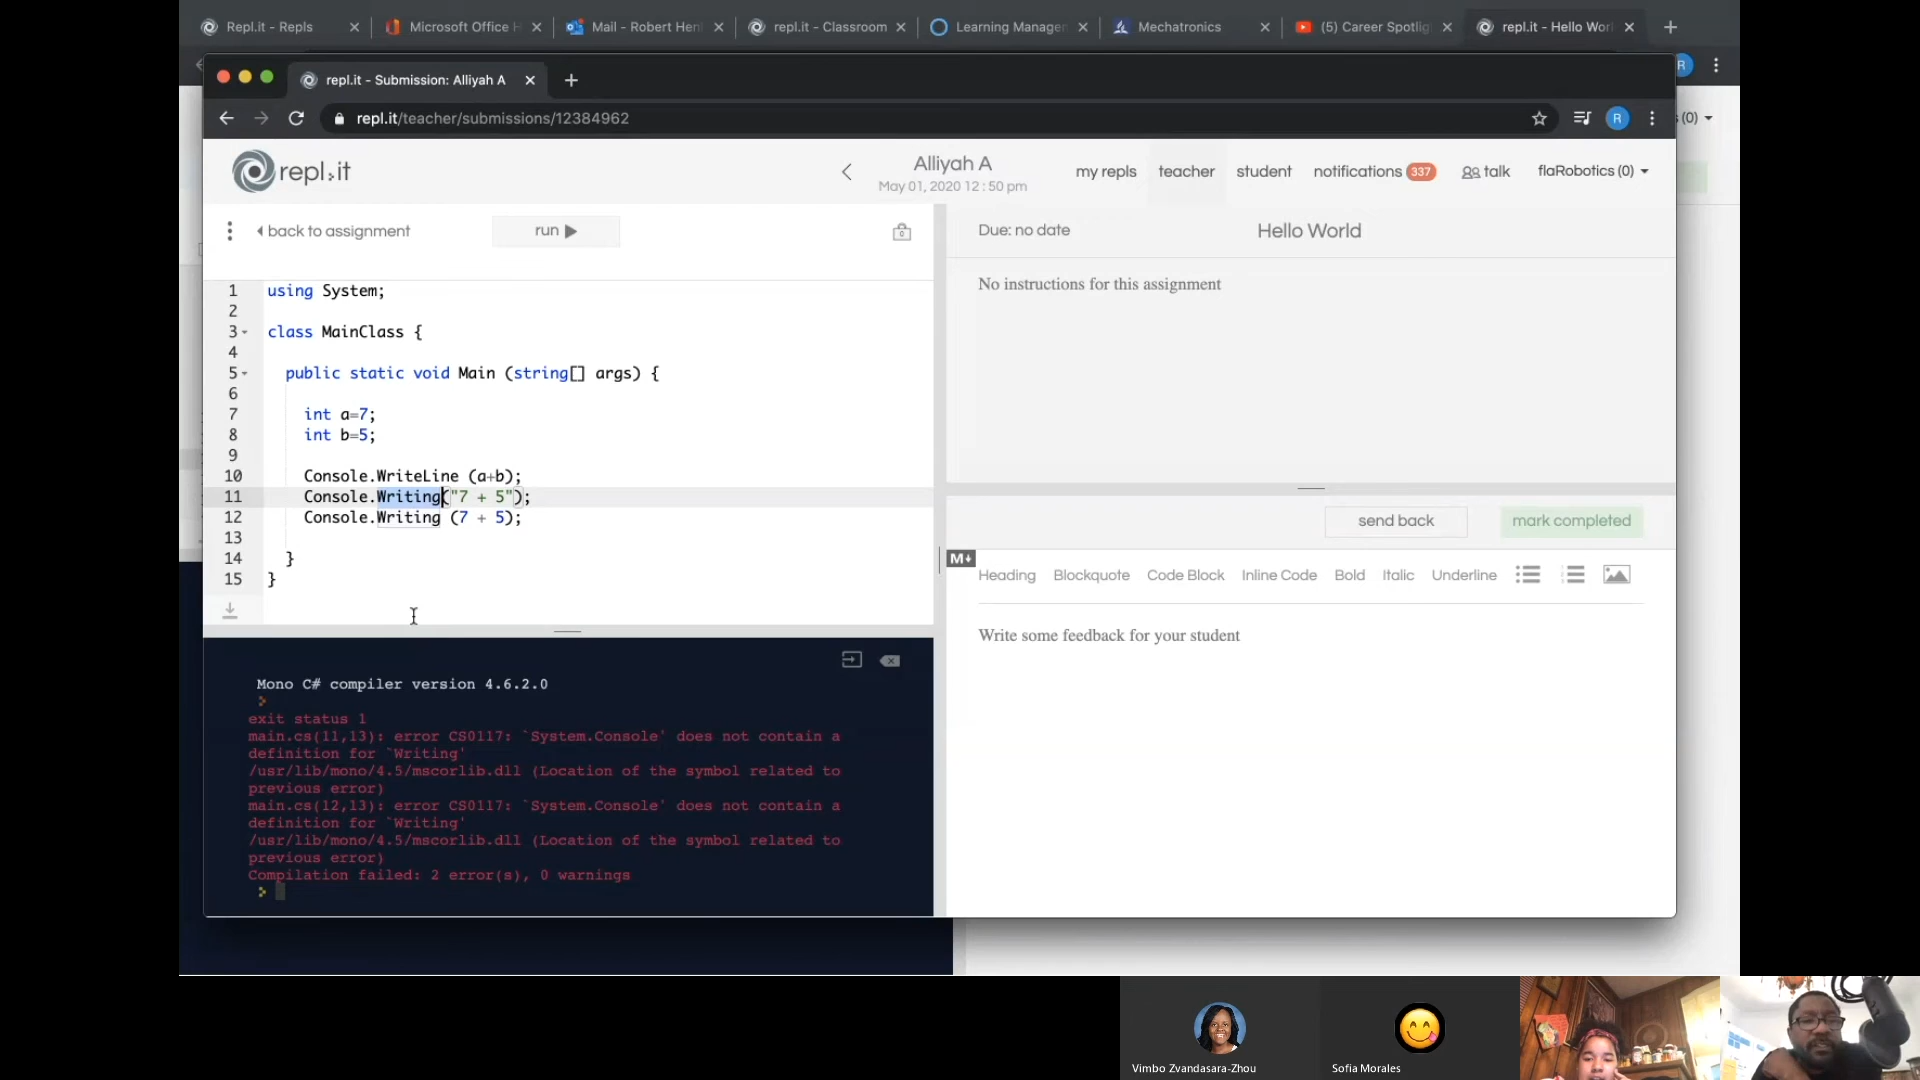 Repl.it - Repls
Microsoft Office H
Mail - Robert Hen
repl.it - Classroom
Learning Manage
Mechatronics
(5) Career Spotlig
repl.it - Hello Wor
R
(0)
repl.it - Submission: Alliyah A
repl.it/teacher/submissions/12384962
R
repl.it
Alliyah A
May 01, 2020 12:50 pm
my repls
teacher
student
notifications 337
talk
flaRobotics (0)
back to assignment
run
0
Due: no date
Hello World
No instructions for this assignment
1 using System;
2
3 class MainClass {
4
5 public static void Main (string[] args) {
6
7 int a=7;
8 int b=5;
9
10 Console.WriteLine (a+b);
11 Console.Writing("7 + 5");
12 Console.Writing (7 + 5);
13
14 }
15 }
send back
mark completed
M
Heading
Blockquote
Code Block
Inline Code
Bold
Italic
Underline
Write some feedback for your student
Mono C# compiler version 4.6.2.0
>
exit status 1
main.cs(11,13): error CS0117: `System.Console' does not contain a
definition for `Writing'
/usr/lib/mono/4.5/mscorlib.dll (Location of the symbol related to
previous error)
main.cs(12,13): error CS0117: `System.Console' does not contain a
definition for `Writing'
/usr/lib/mono/4.5/mscorlib.dll (Location of the symbol related to
previous error)
Compilation failed: 2 error(s), 0 warnings
>
Vimbo Zvandasara-Zhou
Sofia Morales